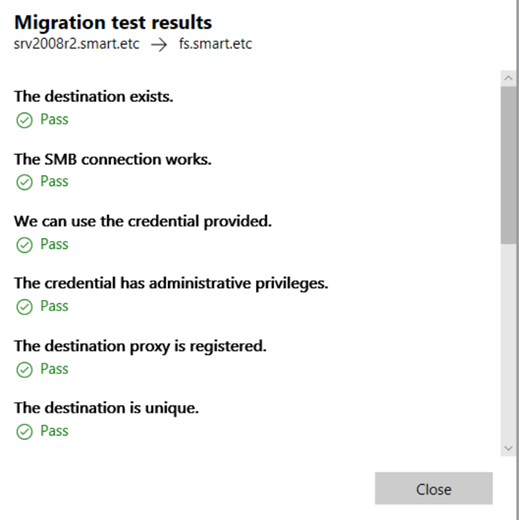 Migration test results
srv2008r2.smart.etc → fs.smart.etc
The destination exists.
Pass
The SMB connection works.
Pass
We can use the credential provided.
Pass
The credential has administrative privileges.
Pass
The destination proxy is registered.
Pass
The destination is unique.
Pass
Close